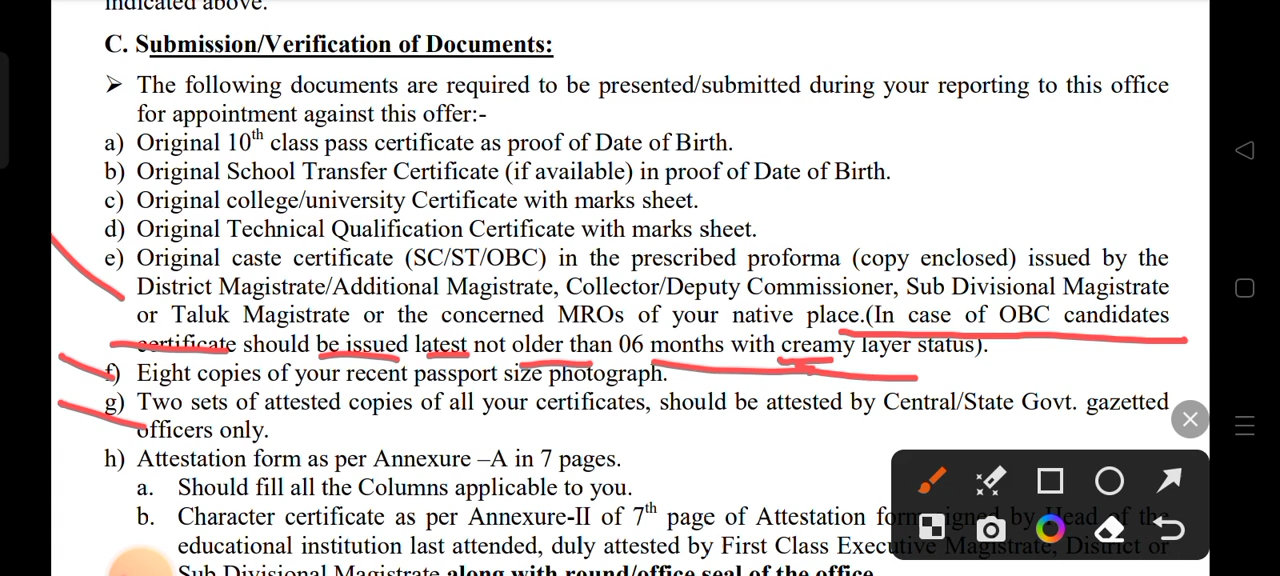 indicated above.
C. Submission/Verification of Documents:
➢ The following documents are required to be presented/submitted during your reporting to this office
for appointment against this offer:-
a) Original 10th class pass certificate as proof of Date of Birth.
b) Original School Transfer Certificate (if available) in proof of Date of Birth.
c) Original college/university Certificate with marks sheet.
d) Original Technical Qualification Certificate with marks sheet.
e) Original caste certificate (SC/ST/OBC) in the prescribed proforma (copy enclosed) issued by the
District Magistrate/Additional Magistrate, Collector/Deputy Commissioner, Sub Divisional Magistrate
or Taluk Magistrate or the concerned MROs of your native place.(In case of OBC candidates
certificate should be issued latest not older than 06 months with creamy layer status).
f) Eight copies of your recent passport size photograph.
g) Two sets of attested copies of all your certificates, should be attested by Central/State Govt. gazetted
officers only.
h) Attestation form as per Annexure –A in 7 pages.
a. Should fill all the Columns applicable to you.
b. Character certificate as per Annexure-II of 7th page of Attestation form signed by Head of the
educational institution last attended, duly attested by First Class Executive Magistrate, District or
Sub Divisional Magistrate along with round/office seal of the office